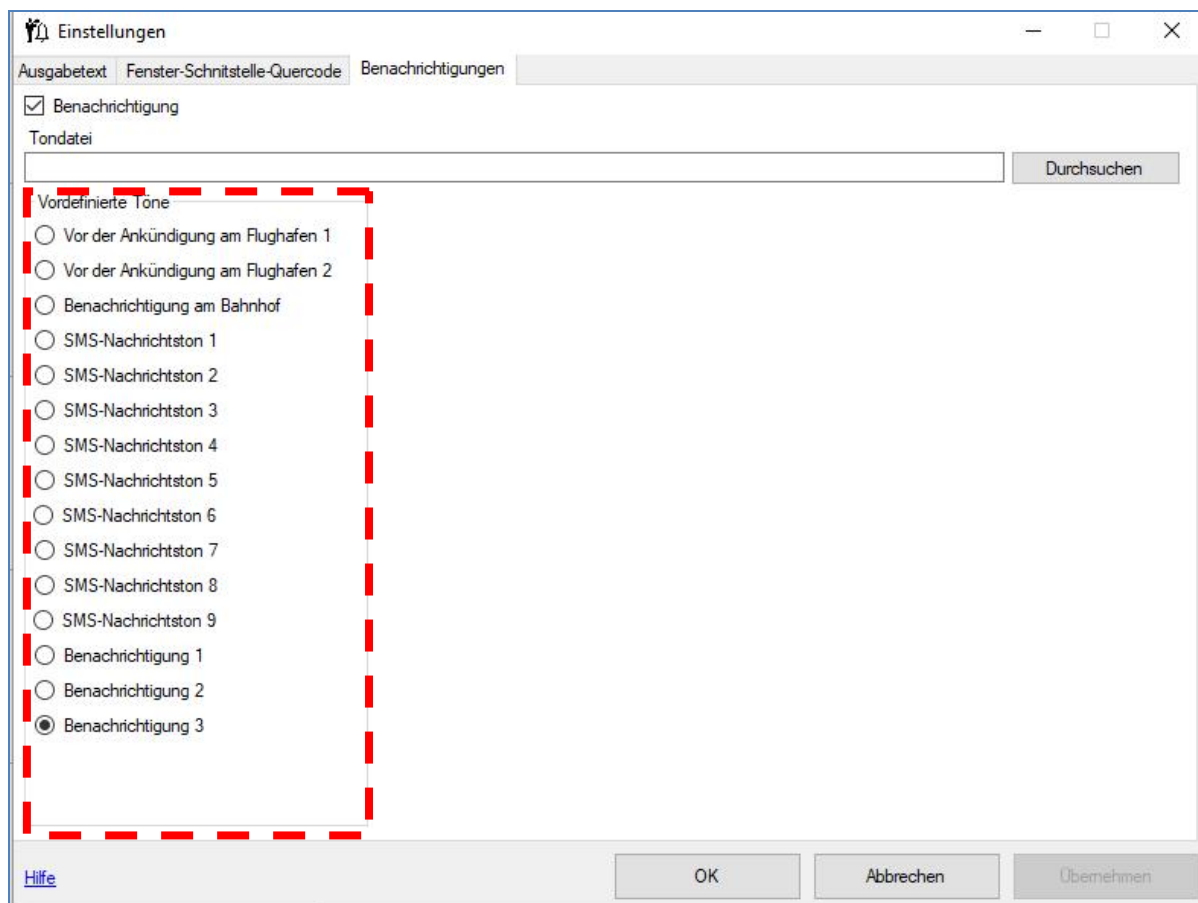 Einstellungen
Ausgabetext Fenster-Schnitstelle-Quercode Benachrichtigungen
Benachrichtigung
Tondatei
Durchsuchen
Vordefinierte Töne
Vor der Ankündigung am Flughafen 1
Vor der Ankündigung am Flughafen 2
Benachrichtigung am Bahnhof
SMS-Nachrichtston 1
SMS-Nachrichtston 2
SMS-Nachrichtston 3
SMS-Nachrichtston 4
SMS-Nachrichtston 5
SMS-Nachrichtston 6
SMS-Nachrichtston 7
SMS-Nachrichtston 8
SMS-Nachrichtston 9
Benachrichtigung 1
Benachrichtigung 2
Benachrichtigung 3
Hilfe OK Abbrechen Übernehmen